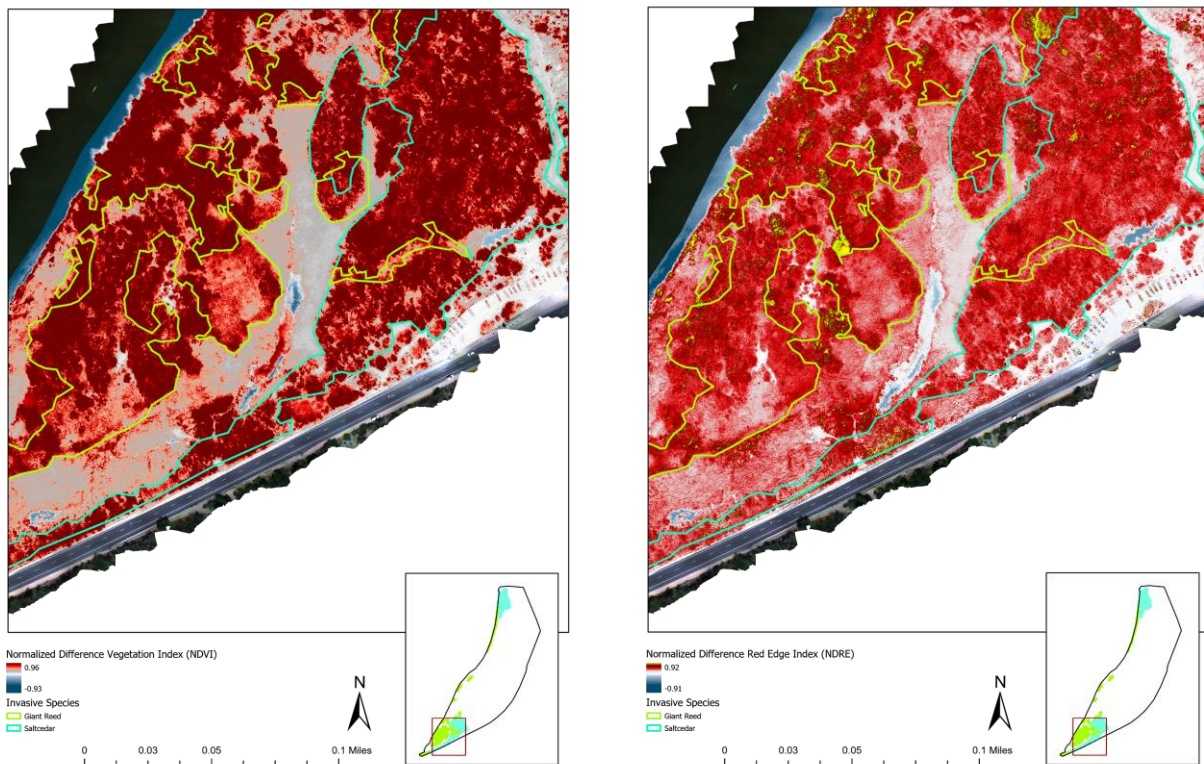 Normalized Difference Vegetation Index (NDVI)
0.96
-0.93
Invasive Species
Giant Reed
Saltcedar
N
0 0.03 0.05 0.1 Miles
Normalized Difference Red Edge Index (NDRE)
0.92
-0.91
Invasive Species
Giant Reed
Saltcedar
N
0 0.03 0.05 0.1 Miles